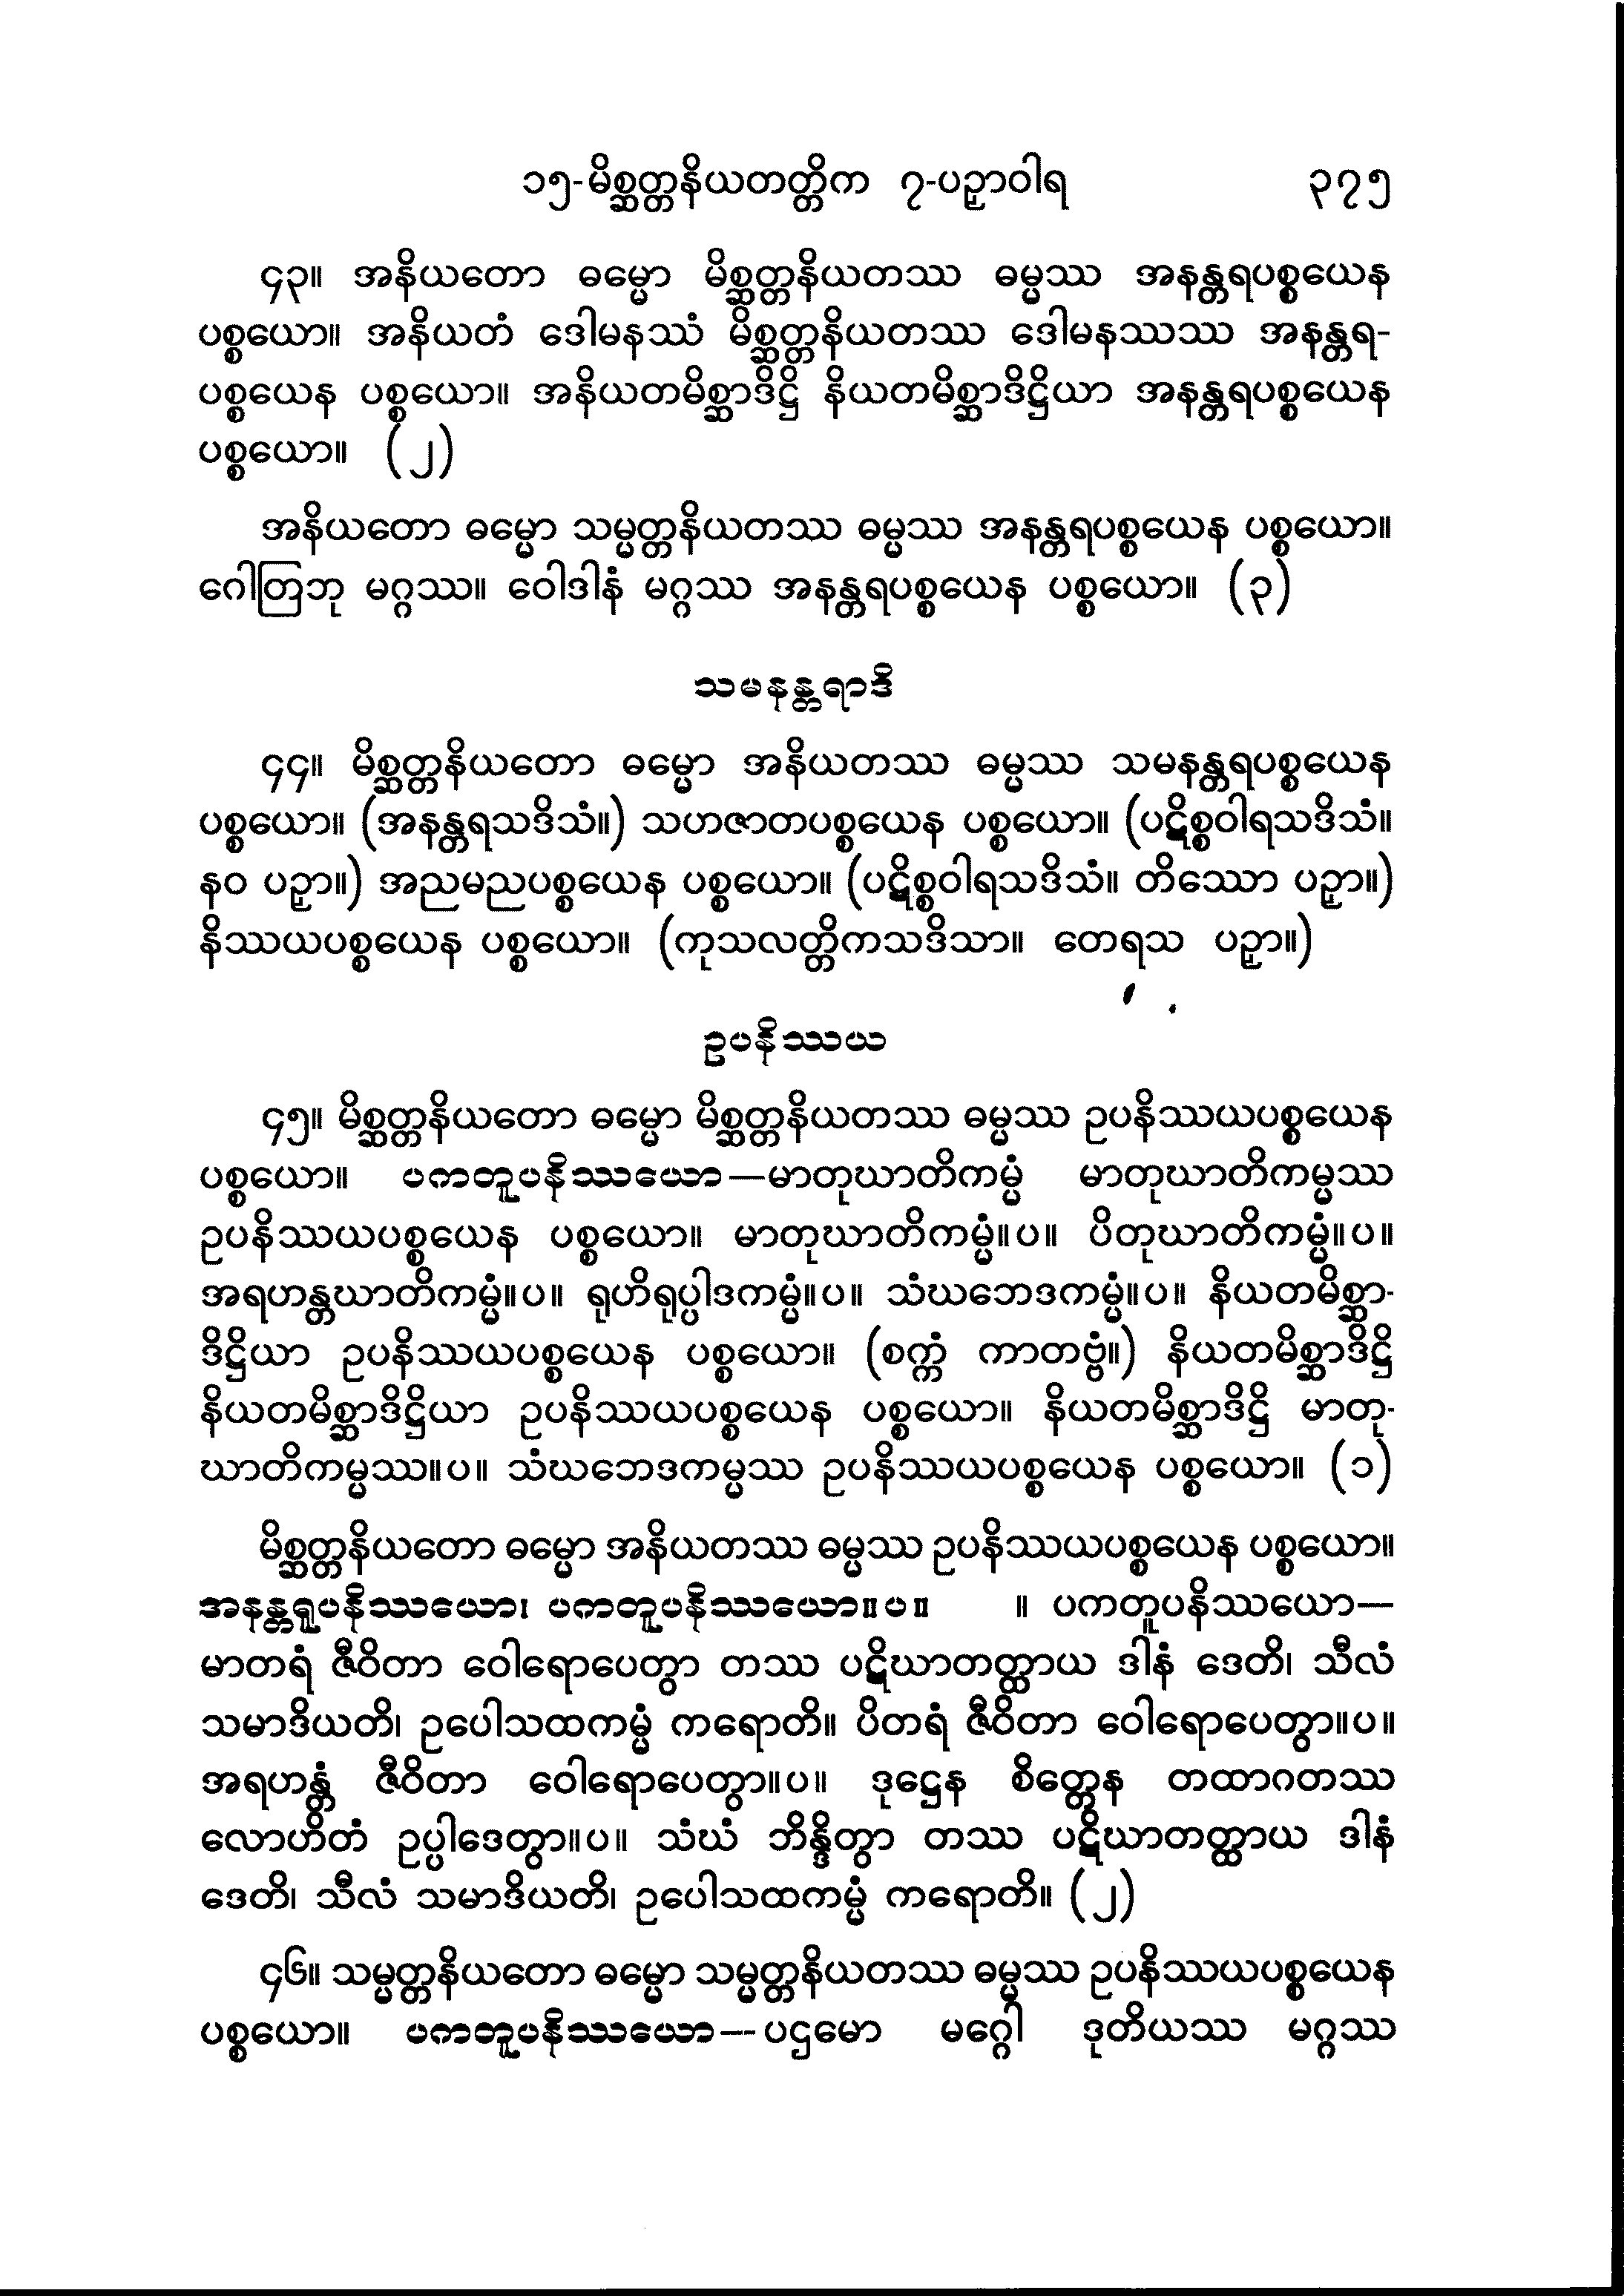 ၁၅-မိစ္ဆတ္တနိယတတ္တိက ၇-ပဉှာဝါရ ၃၇၅
၄၃။ အနိယတော ဓမ္မော မိစ္ဆတ္တနိယတဿ ဓမ္မဿ အနန္တရပစ္စယေန
ပစ္စယော။ အနိယတံ ဒေါမနဿံ မိစ္ဆတ္တနိယတဿ ဒေါမနဿဿ အနန္တရ-
ပစ္စယေန ပစ္စယော။ အနိယတမိစ္ဆာဒိဋ္ဌိ နိယတမိစ္ဆာဒိဋ္ဌိယာ အနန္တရပစ္စယေန
ပစ္စယော။ (၂)
အနိယတော ဓမ္မော သမ္မတ္တနိယတဿ ဓမ္မဿ အနန္တရပစ္စယေန ပစ္စယော။
ဂေါတြဘု မဂ္ဂဿ။ ဝေါဒါနံ မဂ္ဂဿ အနန္တရပစ္စယေန ပစ္စယော။ (၃)
သမနန္တရာဒိ
၄၄။ မိစ္ဆတ္တနိယတော ဓမ္မော အနိယတဿ ဓမ္မဿ သမနန္တရပစ္စယေန
ပစ္စယော။ (အနန္တရသဒိသံ။) သဟဇာတပစ္စယေန ပစ္စယော။ (ပဋိစ္စဝါရသဒိသံ။
နဝ ပဉှာ။) အညမညပစ္စယေန ပစ္စယော။ (ပဋိစ္စဝါရသဒိသံ။ တိဿော ပဉှာ။)
နိဿယပစ္စယေန ပစ္စယော။ (ကုသလတ္တိကသဒိသာ။ တေရသ ပဉှာ။)
ဥပနိဿယ
၄၅။ မိစ္ဆတ္တနိယတော ဓမ္မော မိစ္ဆတ္တနိယတဿ ဓမ္မဿ ဥပနိဿယပစ္စယေန
ပစ္စယော။ ပကတူပနိဿယော—မာတုဃာတိကမ္မံ မာတုဃာတိကမ္မဿ
ဥပနိဿယပစ္စယေန ပစ္စယော။ မာတုဃာတိကမ္မံ။ပ။ ပိတုဃာတိကမ္မံ။ပ။
အရဟန္တဃာတိကမ္မံ။ပ။ ရုဟိရုပ္ပါဒကမ္မံ။ပ။ သံဃဘေဒကမ္မံ။ပ။ နိယတမိစ္ဆာ-
ဒိဋ္ဌိယာ ဥပနိဿယပစ္စယေန ပစ္စယော။ (စက္ကံ ကာတဗ္ဗံ။) နိယတမိစ္ဆာဒိဋ္ဌိ
နိယတမိစ္ဆာဒိဋ္ဌိယာ ဥပနိဿယပစ္စယေန ပစ္စယော။ နိယတမိစ္ဆာဒိဋ္ဌိ မာတု-
ဃာတိကမ္မဿ။ပ။ သံဃဘေဒကမ္မဿ ဥပနိဿယပစ္စယေန ပစ္စယော။ (၁)
မိစ္ဆတ္တနိယတော ဓမ္မော အနိယတဿ ဓမ္မဿ ဥပနိဿယပစ္စယေန ပစ္စယော။
အနန္တရူပနိဿယော၊ ပကတူပနိဿယော။ပ။ ။ ပကတူပနိဿယော—
မာတရံ ဇီဝိတာ ဝေါရောပေတွာ တဿ ပဋိဃာတတ္ထာယ ဒါနံ ဒေတိ၊ သီလံ
သမာဒိယတိ၊ ဥပေါသထကမ္မံ ကရောတိ။ ပိတရံ ဇီဝိတာ ဝေါရောပေတွာ။ပ။
အရဟန္တံ ဇီဝိတာ ဝေါရောပေတွာ။ပ။ ဒုဋ္ဌေန စိတ္တေန တထာဂတဿ
လောဟိတံ ဥပ္ပါဒေတွာ။ပ။ သံဃံ ဘိန္ဒိတွာ တဿ ပဋိဃာတတ္ထာယ ဒါနံ
ဒေတိ၊ သီလံ သမာဒိယတိ၊ ဥပေါသထကမ္မံ ကရောတိ။ (၂)
၄၆။ သမ္မတ္တနိယတော ဓမ္မော သမ္မတ္တနိယတဿ ဓမ္မဿ ဥပနိဿယပစ္စယေန
ပစ္စယော။ ပကတူပနိဿယော—ပဌမော မဂ္ဂေါ ဒုတိယဿ မဂ္ဂဿ